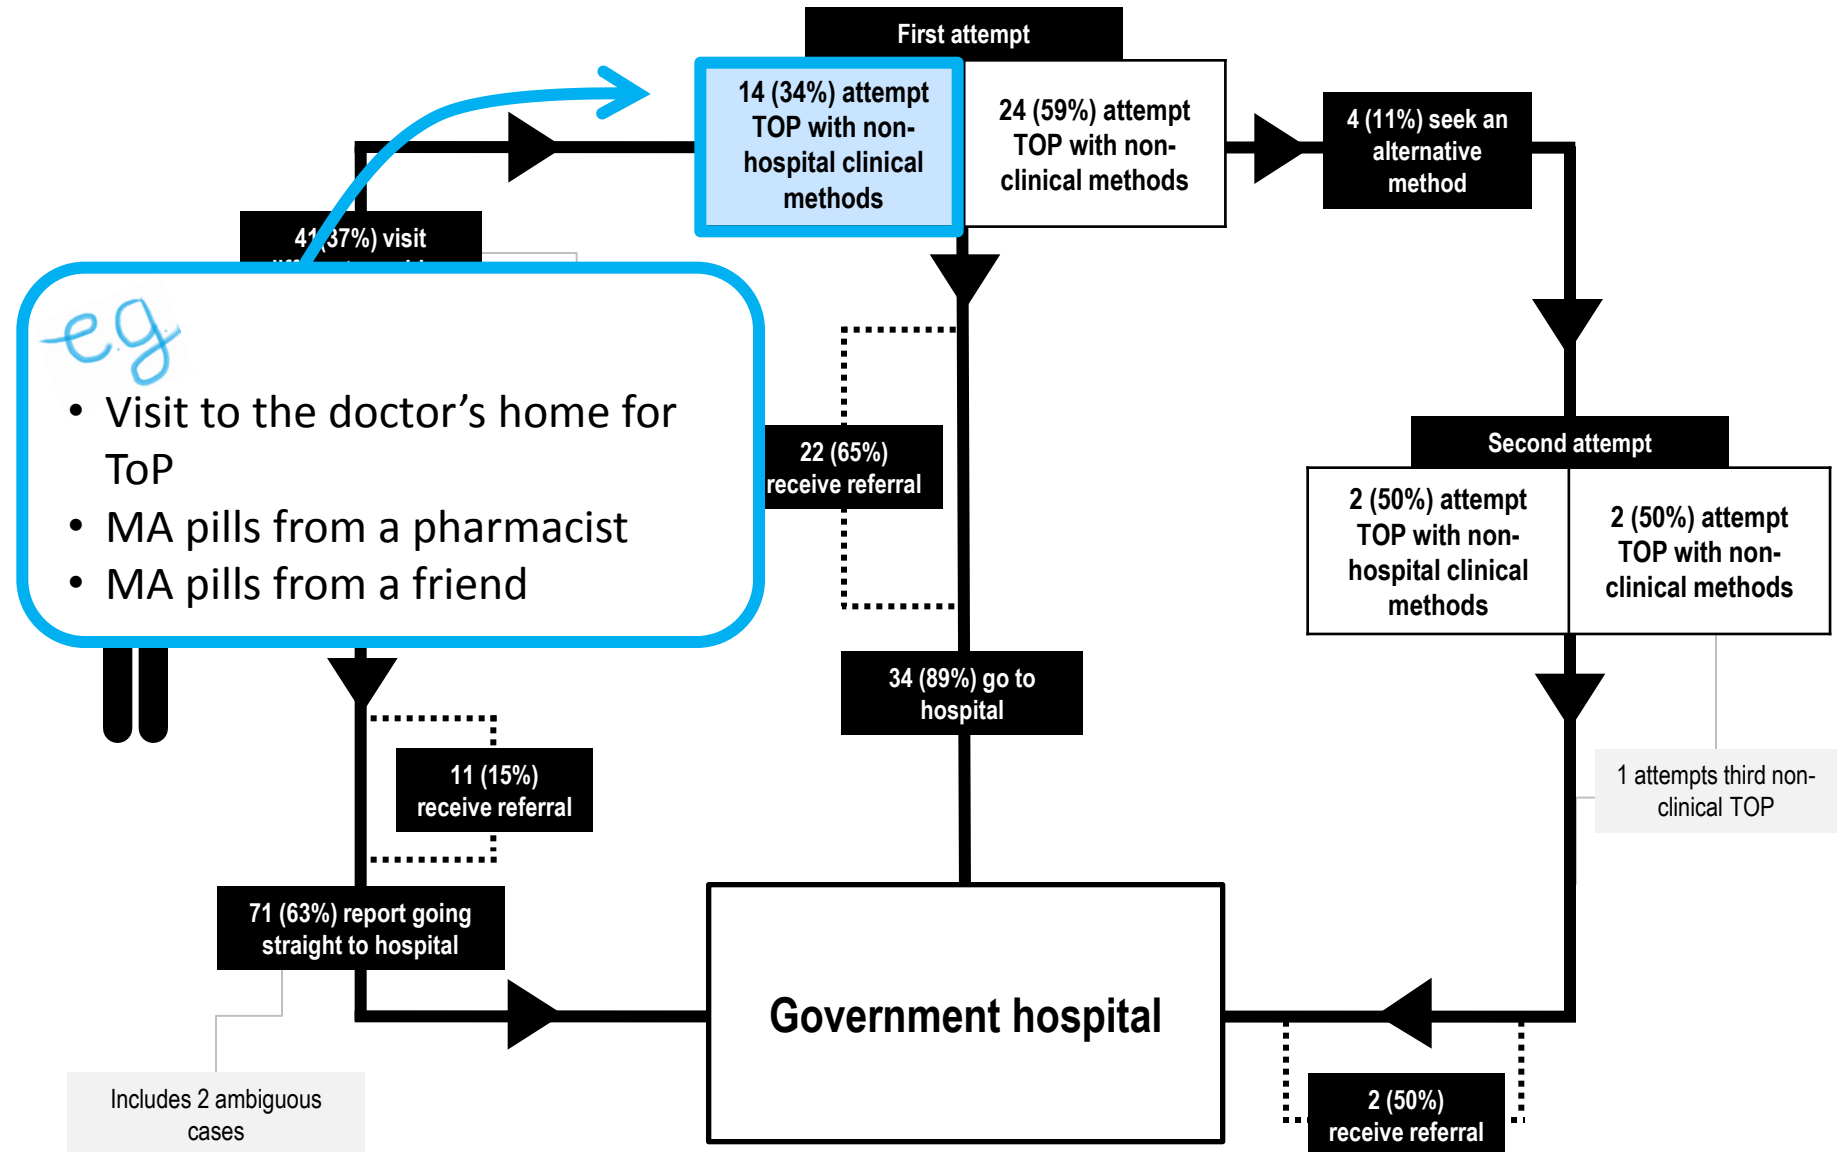 First attempt
14 (34%) attempt
TOP with non-
hospital clinical
methods
24 (59%) attempt
TOP with non-
clinical methods
4 (11%) seek an
alternative
method
41(37%) visit
e.g.
• Visit to the doctor’s home for
ToP
• MA pills from a pharmacist
• MA pills from a friend
22 (65%)
receive referral
Second attempt
2 (50%) attempt
TOP with non-
hospital clinical
methods
2 (50%) attempt
TOP with non-
clinical methods
34 (89%) go to
hospital
11 (15%)
receive referral
1 attempts third non-
clinical TOP
71 (63%) report going
straight to hospital
Government hospital
Includes 2 ambiguous
cases
2 (50%)
receive referral